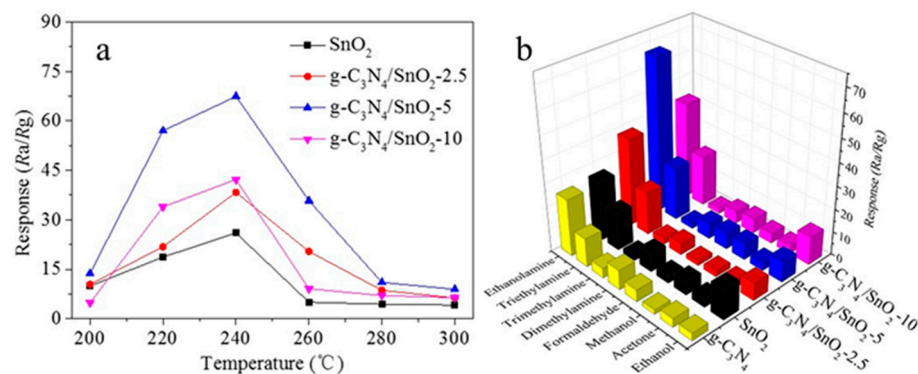 a
90
75
60
45
30
15
0
Response (Ra/Rg)
200 220 240 260 280 300
Temperature (℃)
SnO₂
g-C₃N₄/SnO₂-2.5
g-C₃N₄/SnO₂-5
g-C₃N₄/SnO₂-10
b
70
60
50
40
30
20
10
0
Response (Ra/Rg)
Ethanolamine
Triethylamine
Trimethylamine
Dimethylamine
Formaldehyde
Methanol
Acetone
Ethanol
g-C₃N₄
SnO₂
g-C₃N₄/SnO₂-2.5
g-C₃N₄/SnO₂-5
g-C₃N₄/SnO₂-10